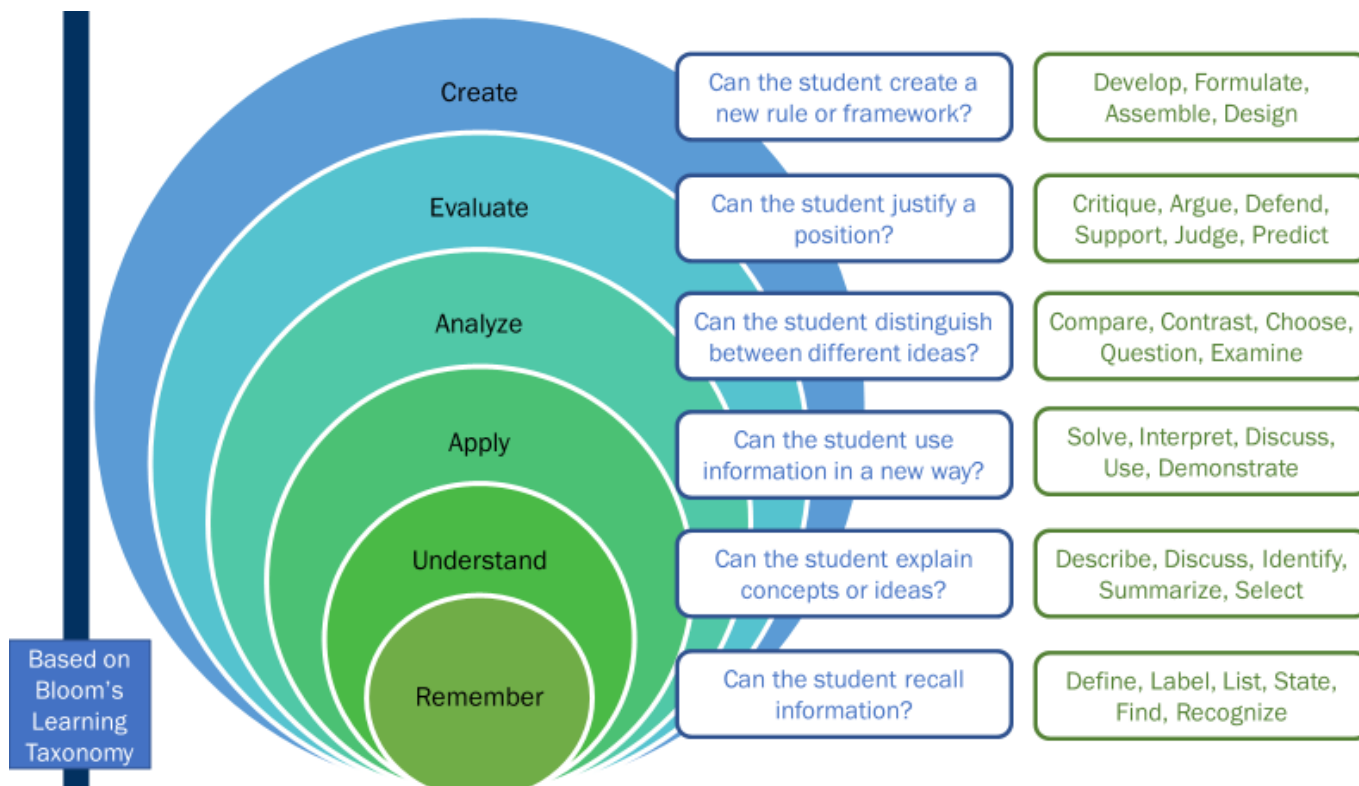 Create
Can the student create a
new rule or framework?
Develop, Formulate,
Assemble, Design
Evaluate
Can the student justify a
position?
Critique, Argue, Defend,
Support, Judge, Predict
Analyze
Can the student distinguish
between different ideas?
Compare, Contrast, Choose,
Question, Examine
Apply
Can the student use
information in a new way?
Solve, Interpret, Discuss,
Use, Demonstrate
Understand
Can the student explain
concepts or ideas?
Describe, Discuss, Identify,
Summarize, Select
Remember
Can the student recall
information?
Define, Label, List, State,
Find, Recognize
Based on
Bloom's
Learning
Taxonomy